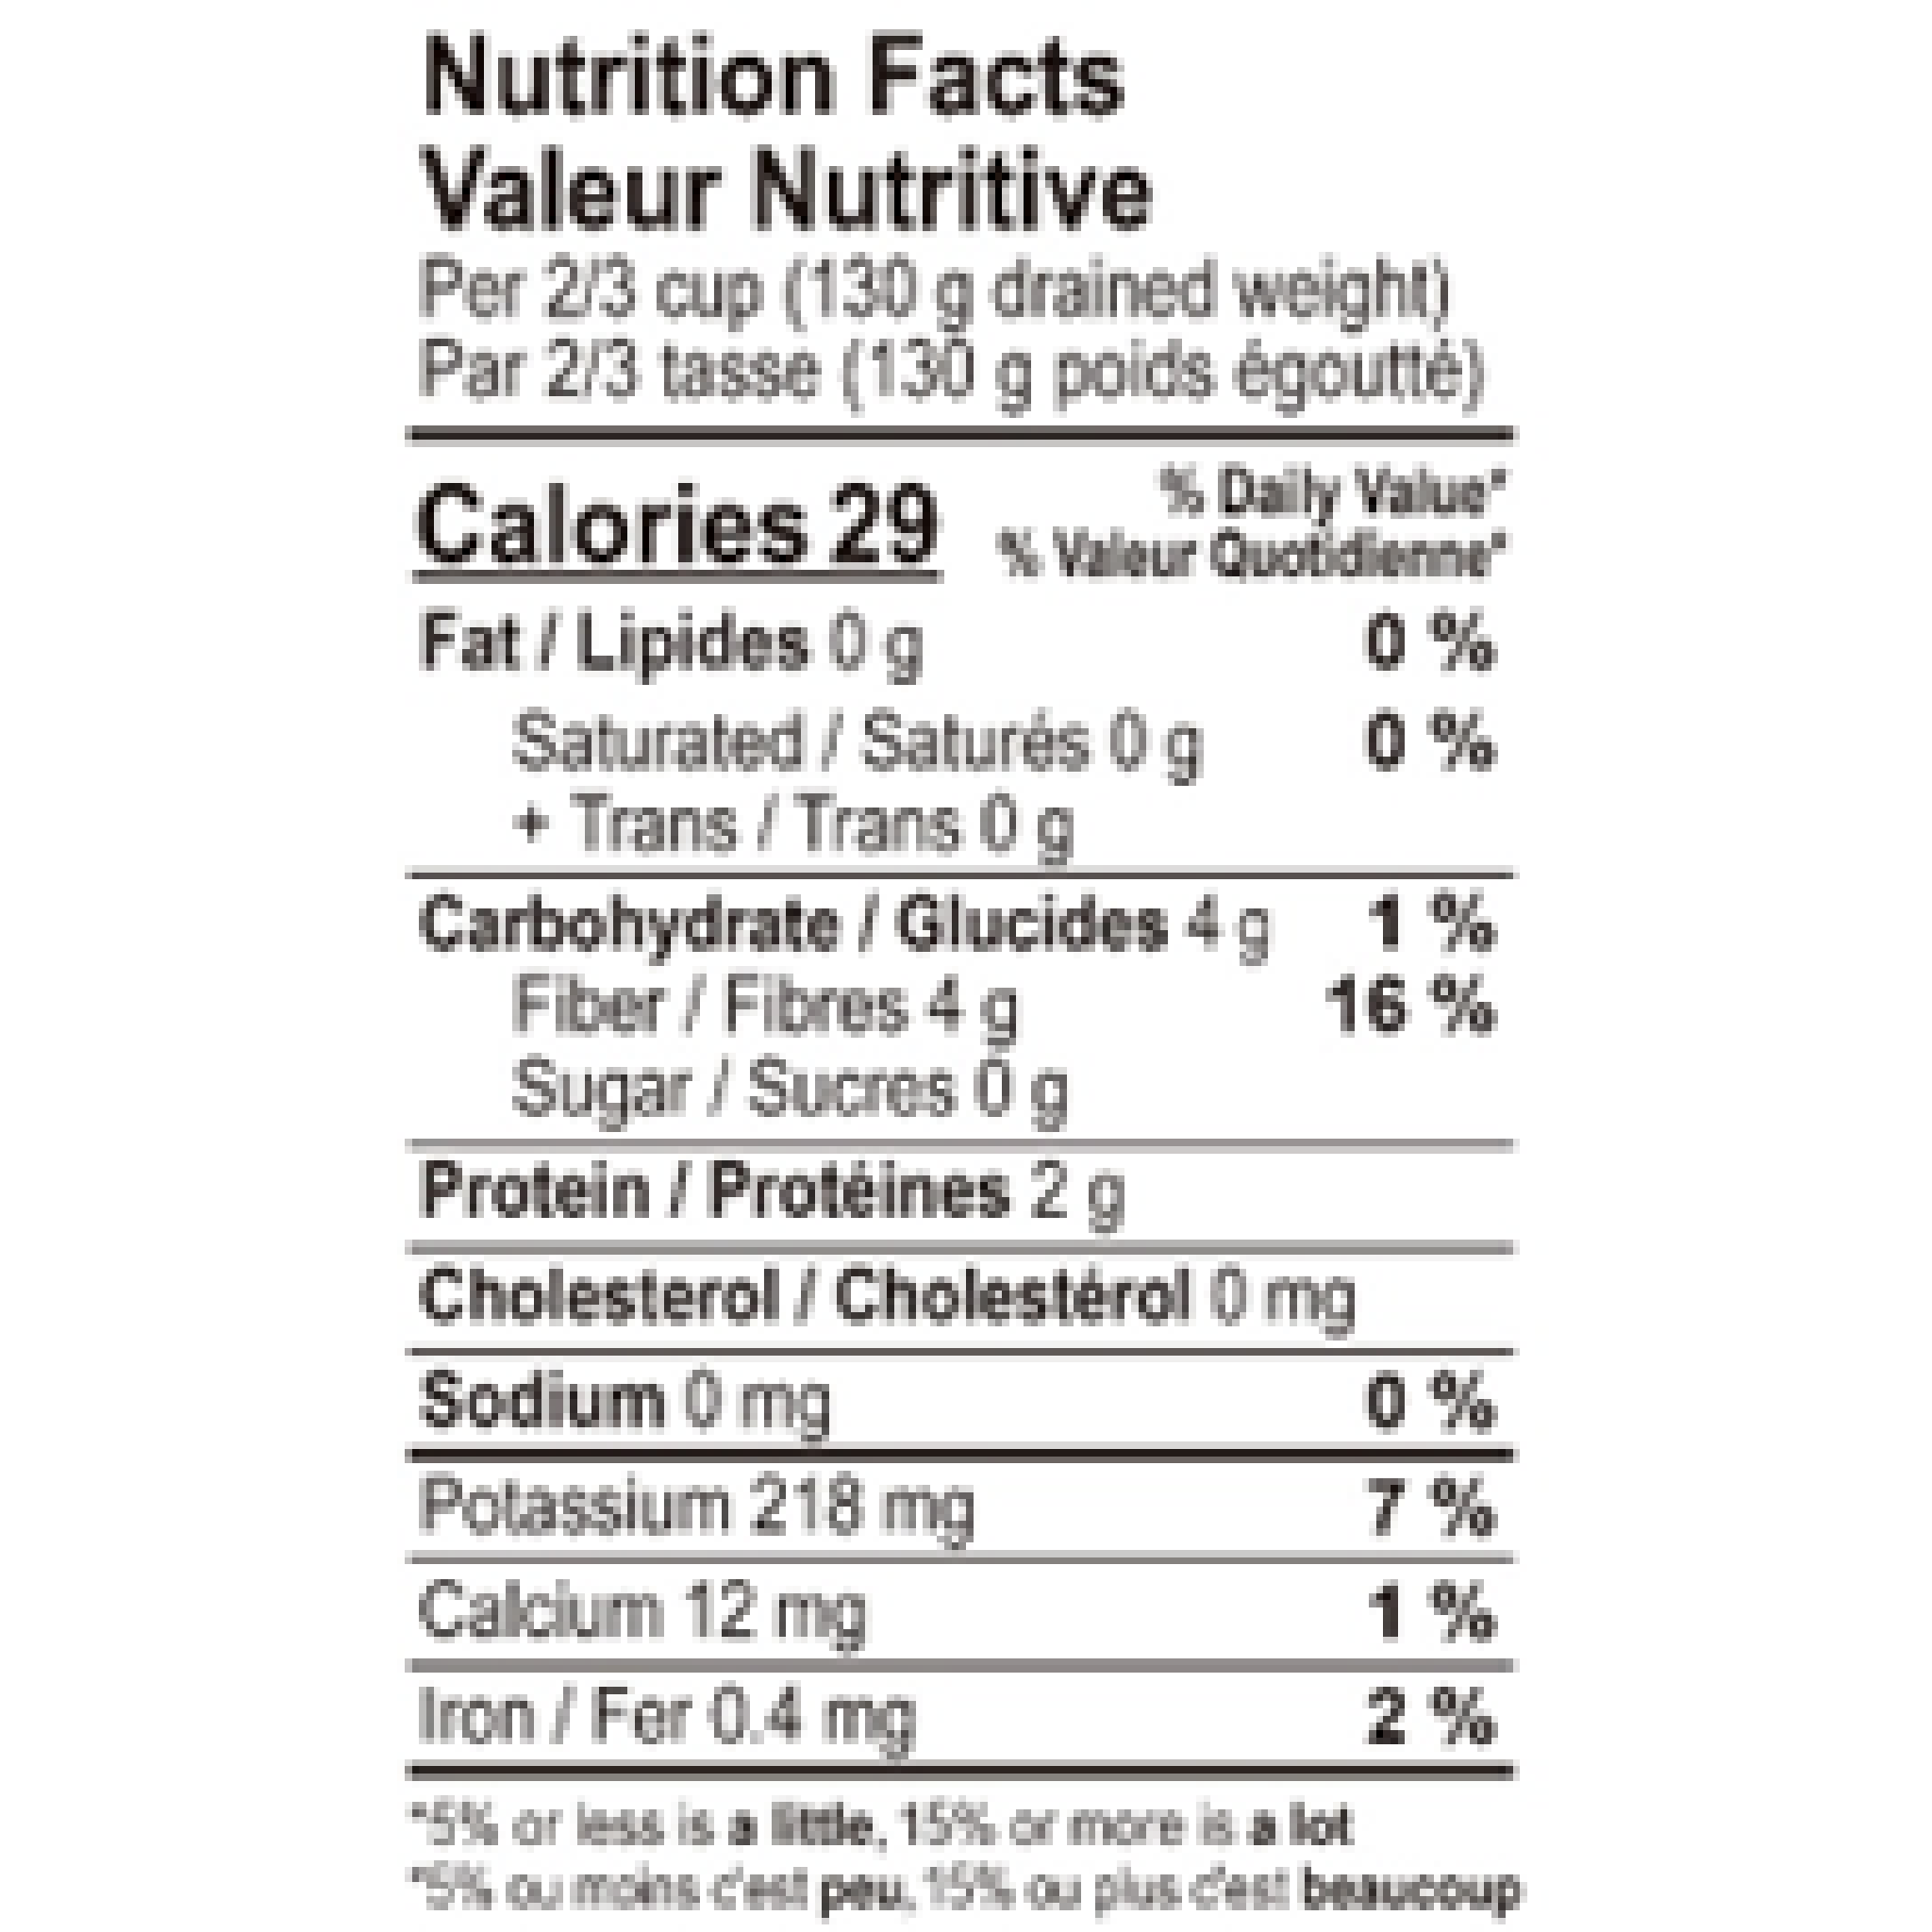 Nutrition Facts
Valeur Nutritive
Per 2/3 cup (130 g drained weight)
Par 2/3 tasse (130 g poids égoutté)
Calories 29
% Daily Value*
% Valeur Quotidienne*
Fat / Lipides 0 g 0 %
Saturated / Saturés 0 g 0 %
+ Trans / Trans 0 g
Carbohydrate / Glucides 4 g 1 %
Fiber / Fibres 4 g 16 %
Sugar / Sucres 0 g
Protein / Protéines 2 g
Cholesterol / Cholestérol 0 mg
Sodium 0 mg 0 %
Potassium 218 mg 7 %
Calcium 12 mg 1 %
Iron / Fer 0.4 mg 2 %
*5% or less is a little, 15% or more is a lot
*5% ou moins c'est peu, 15% ou plus c'est beaucoup